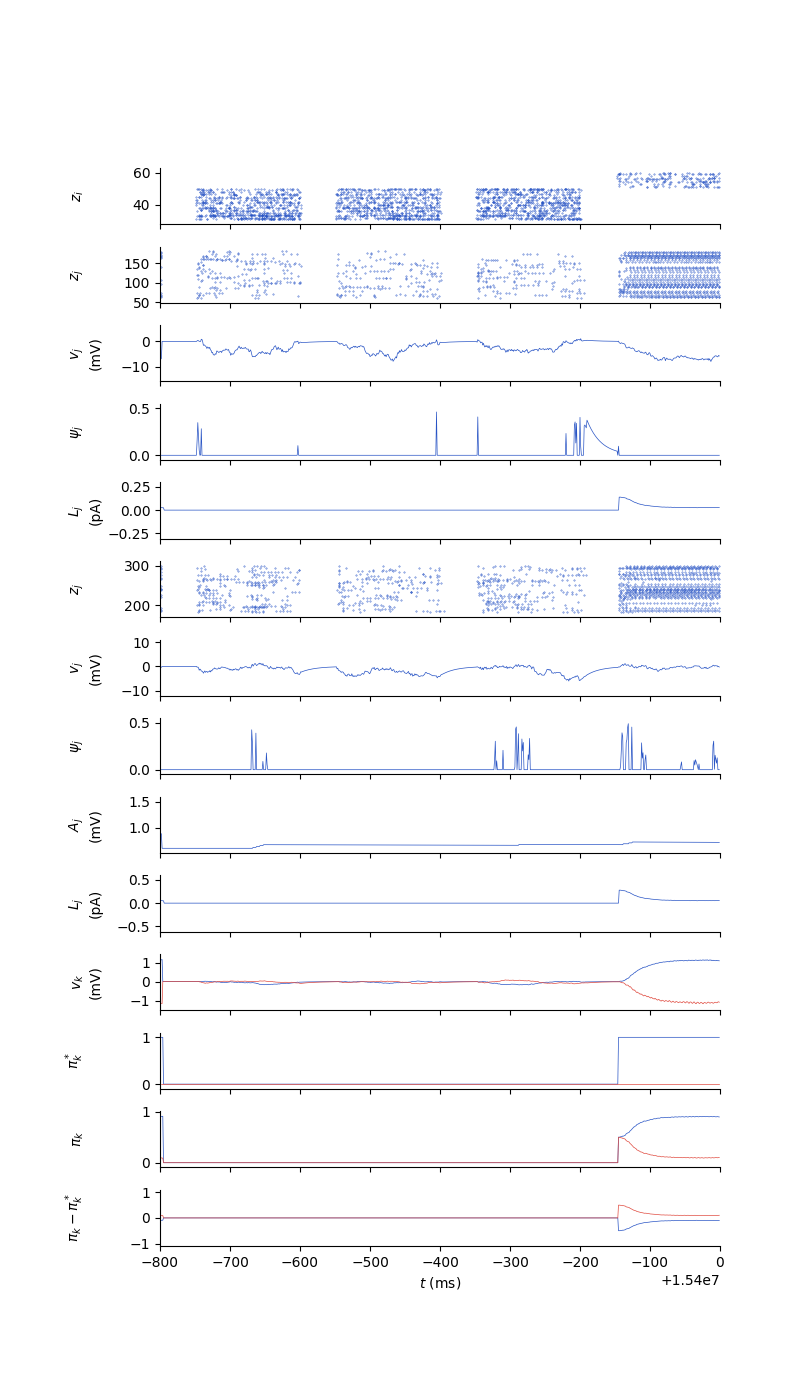 60
40
z_i
150
100
50
z_j
0
−10
v_j
(mV)
0.5
0.0
ψ_j
0.25
0.00
−0.25
L_j
(pA)
300
200
z_j
10
0
−10
v_j
(mV)
0.5
0.0
ψ_j
1.5
1.0
A_j
(mV)
0.5
0.0
−0.5
L_j
(pA)
1
0
−1
v_k
(mV)
1
0
π_k^*
1
0
π_k
1
0
−1
π_k − π_k^*
−800 −700 −600 −500 −400 −300 −200 −100 0
t (ms)
+1.54e7